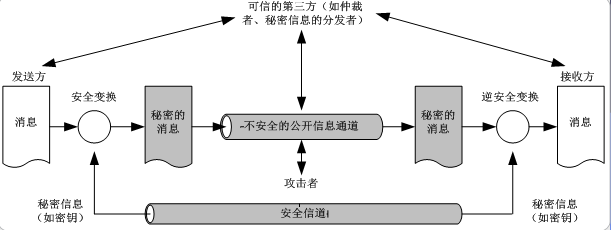 可信的第三方（如仲裁
者、秘密信息的分发者）
发送方
接收方
安全变换
逆安全变换
消息
秘密的
消息
不安全的公开信息通道
秘密的
消息
消息
攻击者
秘密信息
（如密钥）
安全信道
秘密信息
（如密钥）